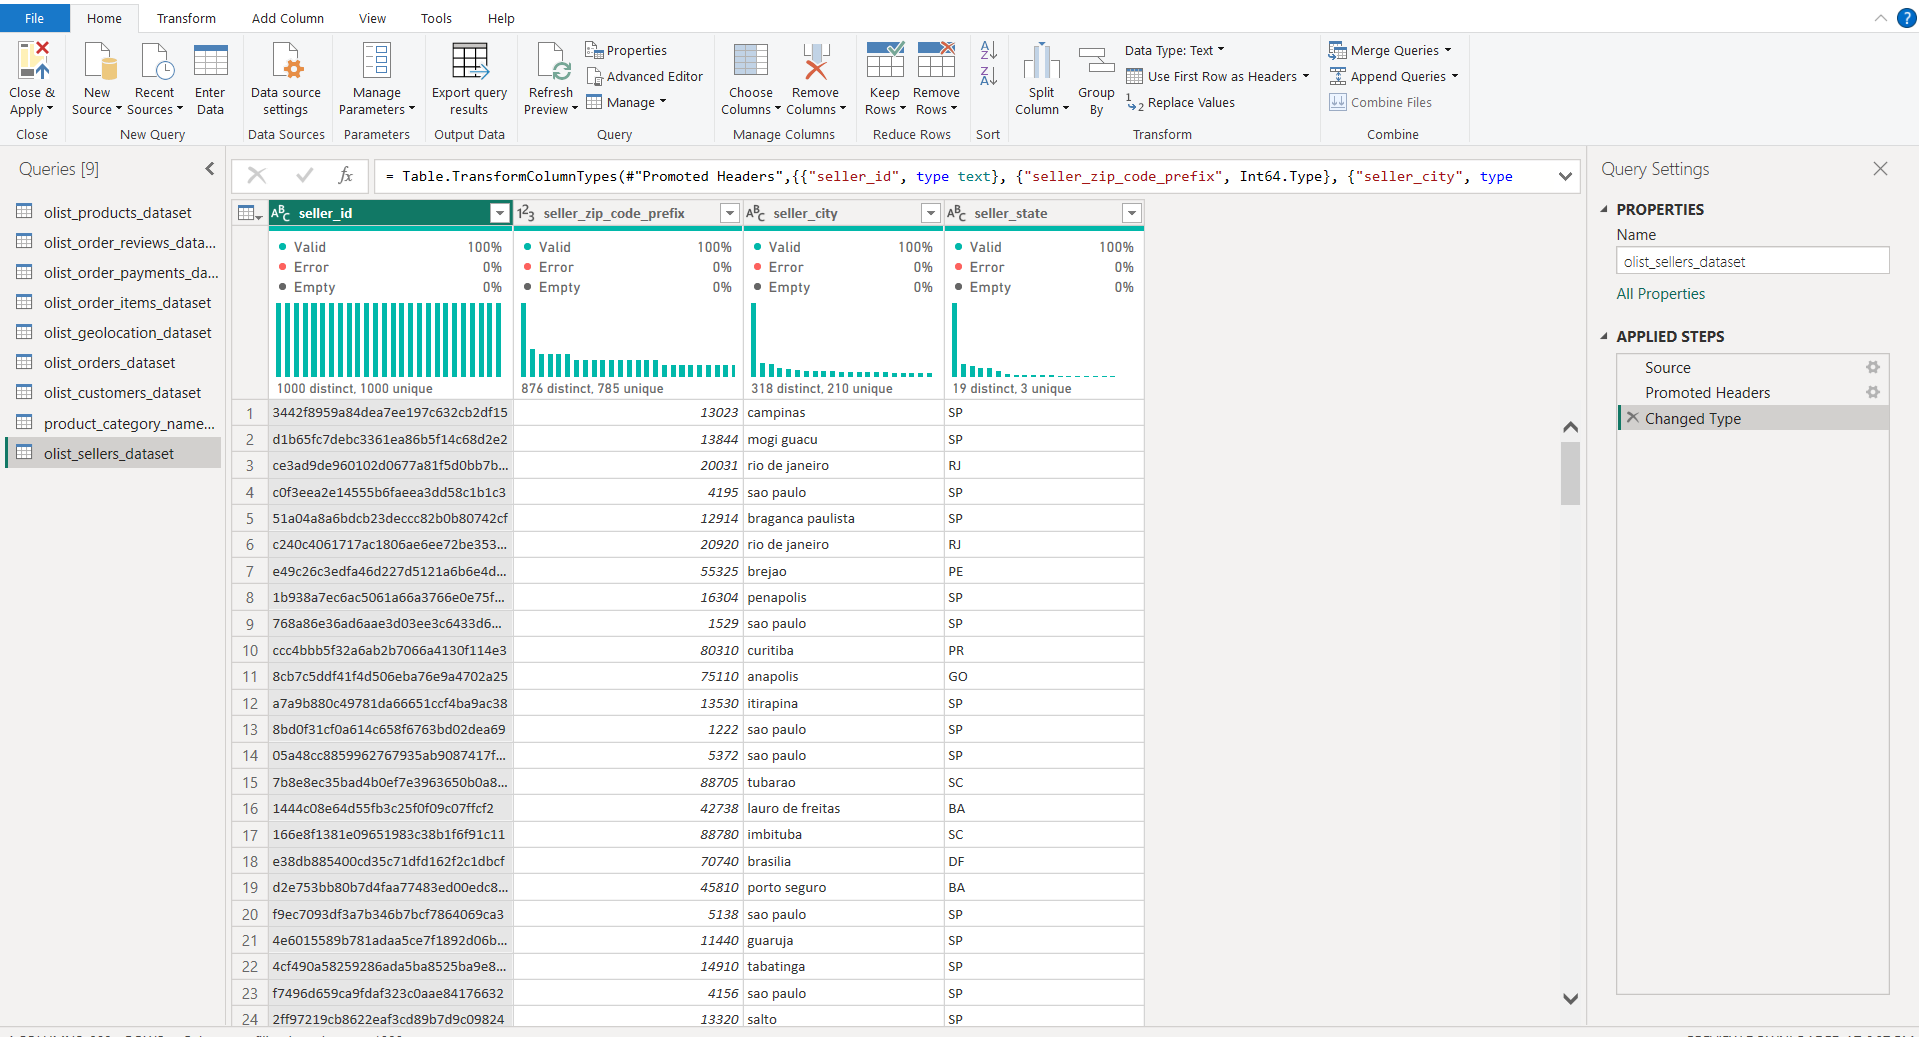 File Home Transform Add Column View Tools Help
Close & Apply
New Source
Recent Sources
Enter Data
Data source settings
Manage Parameters
Export query results
Refresh Preview
Properties
Advanced Editor
Manage
Choose Columns
Remove Columns
Keep Rows
Remove Rows
Split Column
Group By
Data Type: Text
Use First Row as Headers
Replace Values
Merge Queries
Append Queries
Combine Files
Close New Query Data Sources Parameters Output Data Query Manage Columns Reduce Rows Sort Transform Combine
Queries [9]
olist_products_dataset
olist_order_reviews_data...
olist_order_payments_da...
olist_order_items_dataset
olist_geolocation_dataset
olist_orders_dataset
olist_customers_dataset
product_category_name...
olist_sellers_dataset
fx = Table.TransformColumnTypes(#"Promoted Headers",{{"seller_id", type text}, {"seller_zip_code_prefix", Int64.Type}, {"seller_city", type
ABC seller_id 123 seller_zip_code_prefix ABC seller_city ABC seller_state
Valid 100% Valid 100% Valid 100% Valid 100%
Error 0% Error 0% Error 0% Error 0%
Empty 0% Empty 0% Empty 0% Empty 0%
1000 distinct, 1000 unique 876 distinct, 785 unique 318 distinct, 210 unique 19 distinct, 3 unique
1 3442f8959a84dea7ee197c632cb2df15 13023 campinas SP
2 d1b65fc7debc3361ea86b5f14c68d2e2 13844 mogi guacu SP
3 ce3ad9de960102d0677a81f5d0bb7b... 20031 rio de janeiro RJ
4 c0f3eea2e14555b6faeea3dd58c1b1c3 4195 sao paulo SP
5 51a04a8a6bdcb23deccc82b0b80742cf 12914 braganca paulista SP
6 c240c4061717ac1806ae6ee72be353... 20920 rio de janeiro RJ
7 e49c26c3edfa46d227d5121a6b6e4d... 55325 brejao PE
8 1b938a7ec6ac5061a66a3766e0e75f... 16304 penapolis SP
9 768a86e36ad6aae3d03ee3c6433d6... 1529 sao paulo SP
10 ccc4bbb5f32a6ab2b7066a4130f114e3 80310 curitiba PR
11 8cb7c5ddf41f4d506eba76e9a4702a25 75110 anapolis GO
12 a7a9b880c49781da66651ccf4ba9ac38 13530 itirapina SP
13 8bd0f31cf0a614c658f6763bd02dea69 1222 sao paulo SP
14 05a48cc8859962767935ab9087417f... 5372 sao paulo SP
15 7b8e8ec35bad4b0ef7e3963650b0a8... 88705 tubarao SC
16 1444c08e64d55fb3c25f0f09c07ffcf2 42738 lauro de freitas BA
17 166e8f1381e09651983c38b1f6f91c11 88780 imbituba SC
18 e38db885400cd35c71dfd162f2c1dbcf 70740 brasilia DF
19 d2e753bb80b7d4faa77483ed00edc8... 45810 porto seguro BA
20 f9ec7093df3a7b346b7bcf7864069ca3 5138 sao paulo SP
21 4e6015589b781adaa5ce7f1892d06b... 11440 guaruja SP
22 4cf490a58259286ada5ba8525ba9e8... 14910 tabatinga SP
23 f7496d659ca9fdaf323c0aae84176632 4156 sao paulo SP
24 2ff97219cb8622eaf3cd89b7d9c09824 13320 salto SP
Query Settings
PROPERTIES
Name
olist_sellers_dataset
All Properties
APPLIED STEPS
Source
Promoted Headers
Changed Type